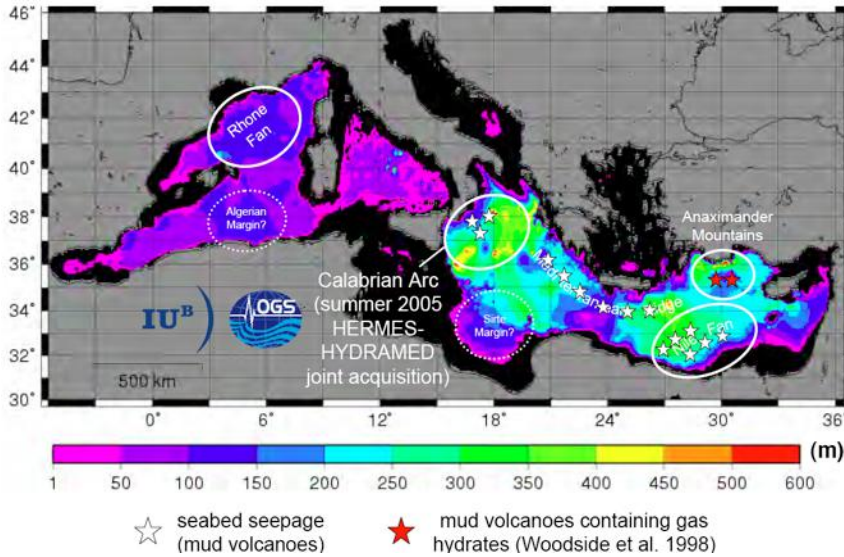 46°
44°
42°
40°
38°
36°
34°
32°
30°
Rhone
Fan
Algerian
Margin?
Anaximander
Mountains
Mediterranean Ridge
Calabrian Arc
(summer 2005
HERMES-
HYDRAMED
joint acquisition)
Sirte
Margin?
Nile Fan
IU^B
OGS
500 km
0° 6° 12° 18° 24° 30° 36°
(m)
1 50 100 150 200 250 300 350 400 450 500 600
seabed seepage
(mud volcanoes)
mud volcanoes containing gas
hydrates (Woodside et al. 1998)